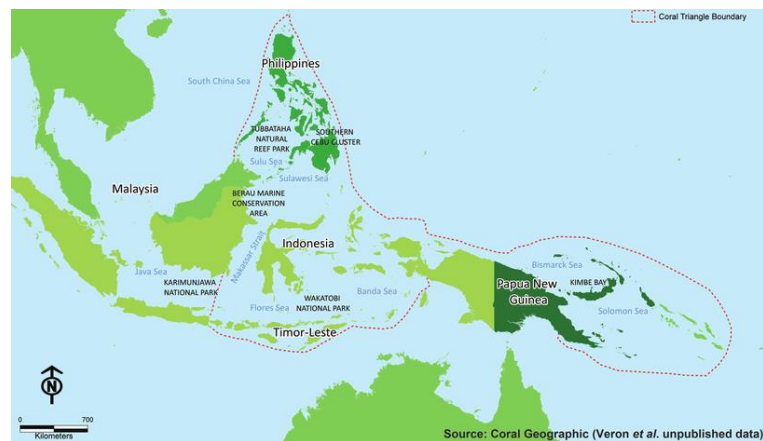 Coral Triangle Boundary
Philippines
South China Sea
TUBBATAHA
NATURAL
REEF PARK
SOUTHERN
CEBU CLUSTER
Sulu Sea
Sulawesi Sea
Malaysia
BERAU MARINE
CONSERVATION
AREA
Indonesia
Makassar Strait
Java Sea
KARIMUNJAWA
NATIONAL PARK
Flores Sea
WAKATOBI
NATIONAL PARK
Banda Sea
Timor-Leste
Bismarck Sea
Papua New
Guinea
KIMBE BAY
Solomon Sea
N
0 700
Kilometers
Source: Coral Geographic (Veron et al. unpublished data)